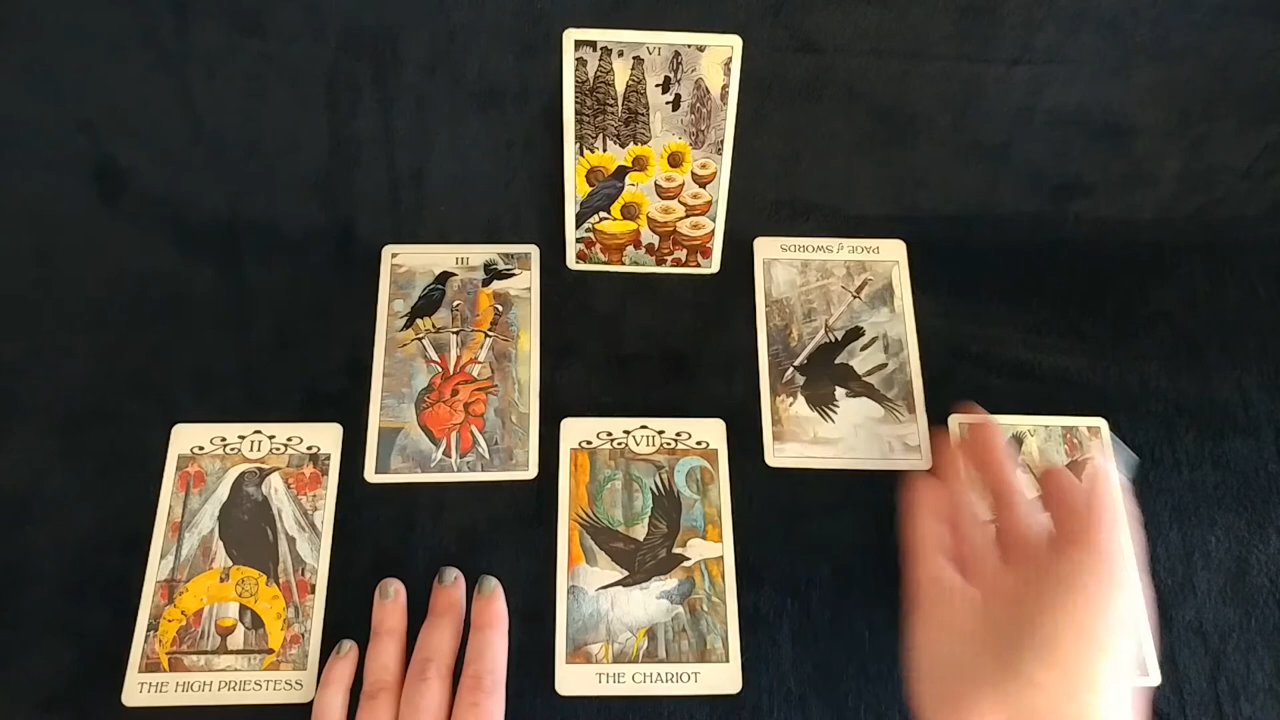 VI
III
PAGE of SWORDS
V
II
THE HIGH PRIESTESS
VII
THE CHARIOT